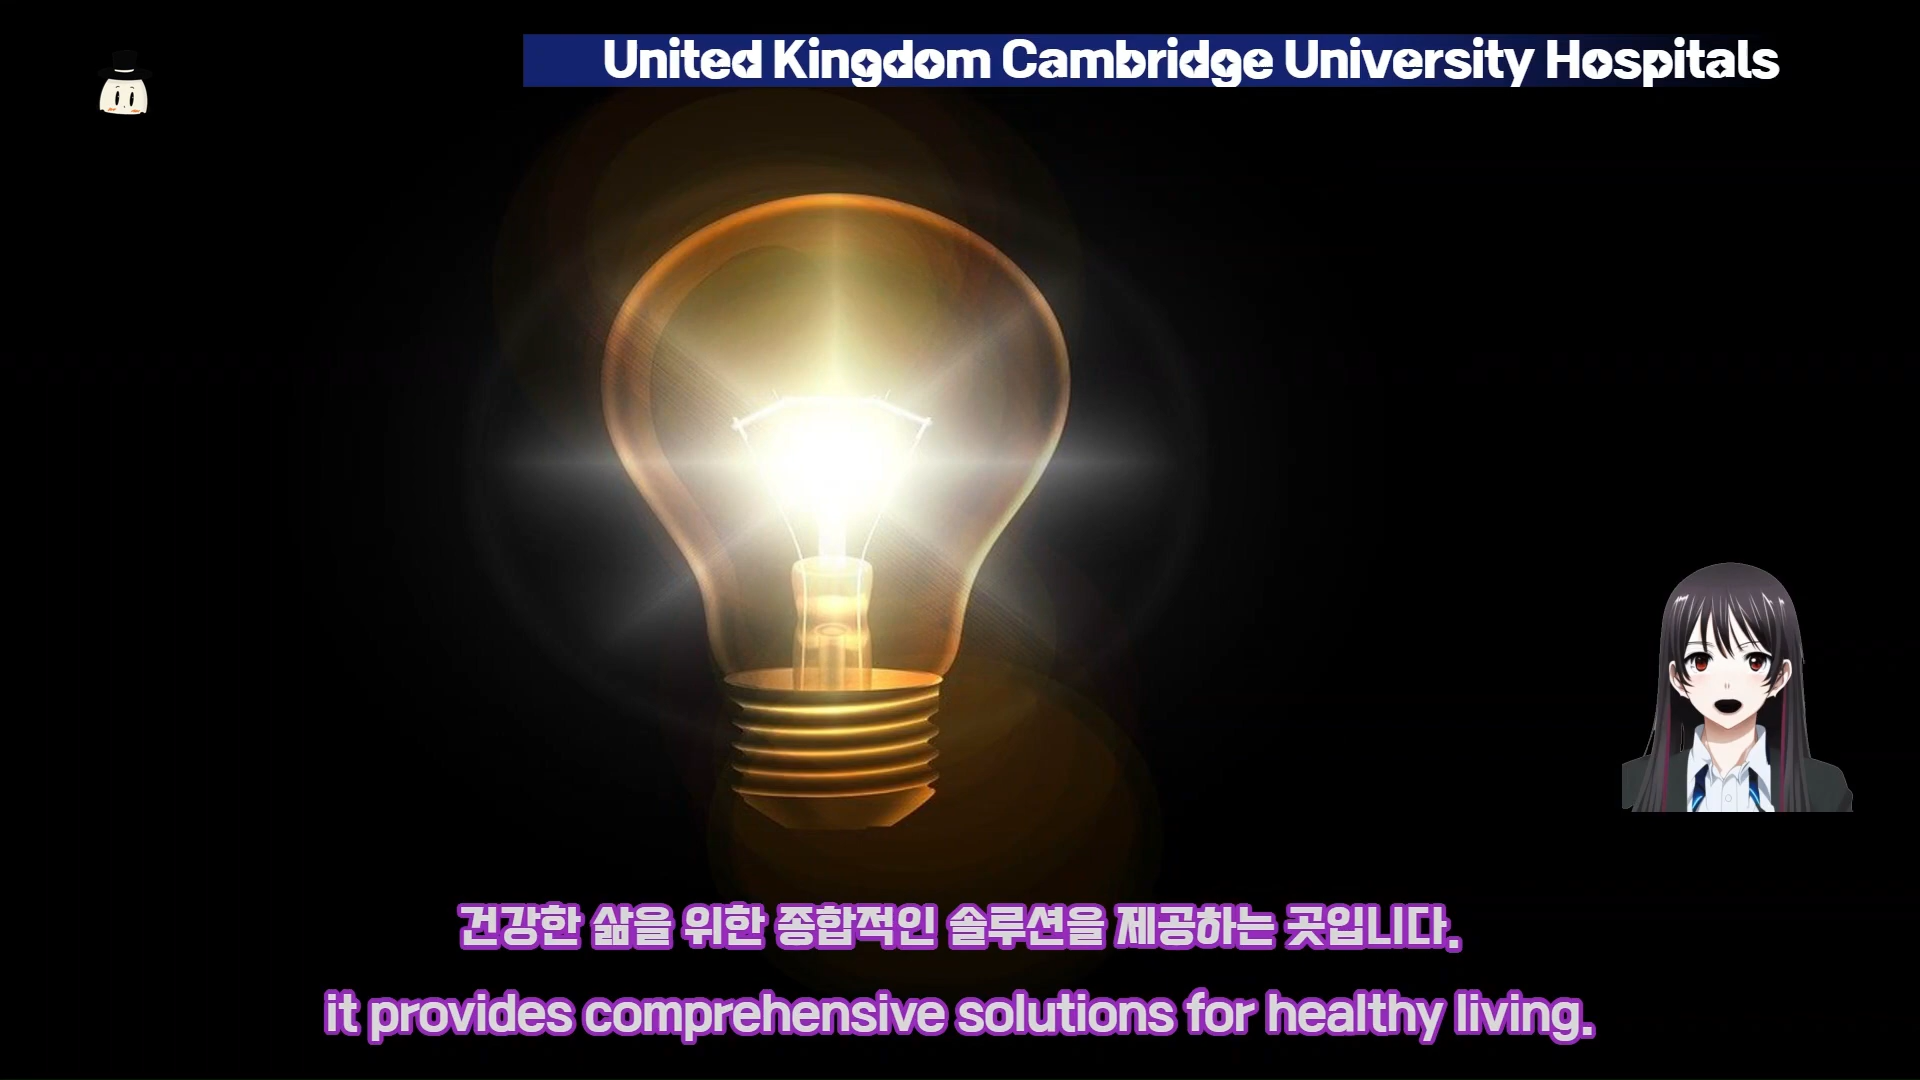 United Kingdom Cambridge University Hospitals
건강한 삶을 위한 종합적인 솔루션을 제공하는 곳입니다.
it provides comprehensive solutions for healthy living.